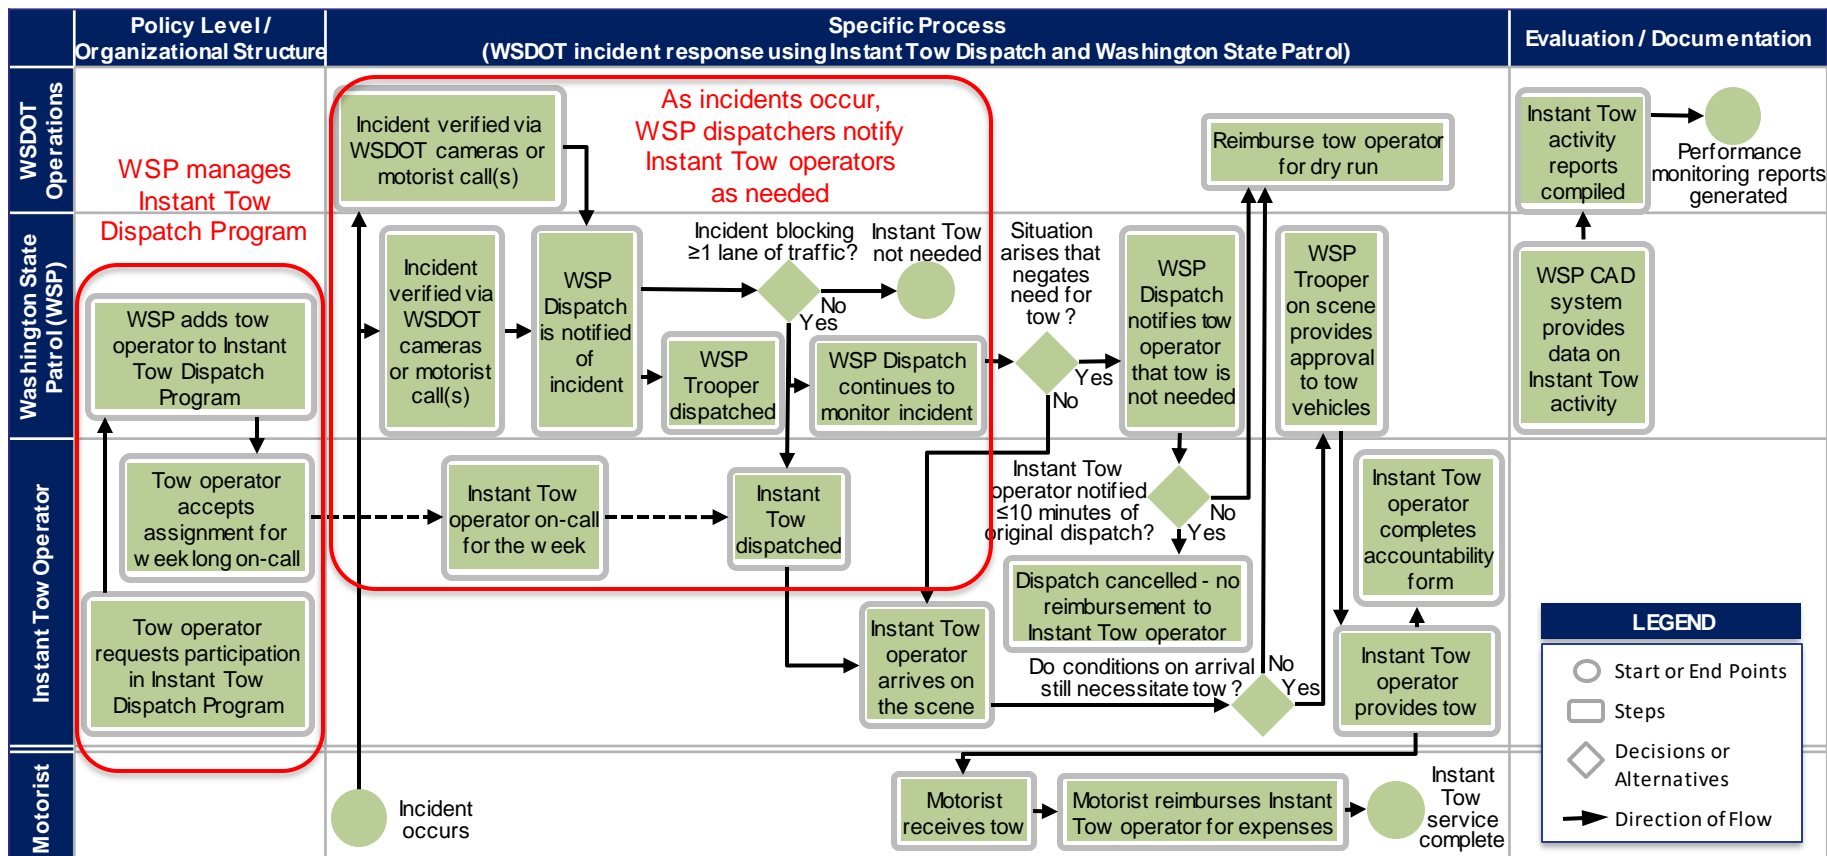 Policy Level /
Organizational Structure
Specific Process
(WSDOT incident response using Instant Tow Dispatch and Washington State Patrol)
Evaluation / Documentation
WSDOT
Operations
Washington State
Patrol (WSP)
Instant Tow Operator
Motorist
WSP manages
Instant Tow
Dispatch Program
As incidents occur,
WSP dispatchers notify
Instant Tow operators
as needed
Incident verified via
WSDOT cameras or
motorist call(s)
Reimburse tow operator
for dry run
Instant Tow
activity
reports
compiled
Performance
monitoring reports
generated
WSP adds tow
operator to Instant
Tow Dispatch
Program
Incident
verified via
WSDOT
cameras
or motorist
call(s)
WSP
Dispatch
is notified
of
incident
Incident blocking
≥1 lane of traffic?
No
Yes
Instant Tow
not needed
WSP
Trooper
dispatched
WSP Dispatch
continues to
monitor incident
Situation
arises that
negates
need for
tow?
Yes
No
WSP
Dispatch
notifies tow
operator
that tow is
not needed
WSP
Trooper
on scene
provides
approval
to tow
vehicles
WSP CAD
system
provides
data on
Instant Tow
activity
Tow operator
accepts
assignment for
week long on-call
Instant Tow
operator on-call
for the week
Instant
Tow
dispatched
Instant Tow
operator notified
≤10 minutes of
original dispatch?
No
Yes
Instant Tow
operator
completes
accountability
form
Dispatch cancelled - no
reimbursement to
Instant Tow operator
Tow operator
requests participation
in Instant Tow
Dispatch Program
Instant Tow
operator
arrives on
the scene
Do conditions on arrival
still necessitate tow?
No
Yes
Instant Tow
operator
provides tow
Incident
occurs
Motorist
receives tow
Motorist reimburses Instant
Tow operator for expenses
Instant
Tow
service
complete
LEGEND
Start or End Points
Steps
Decisions or
Alternatives
Direction of Flow